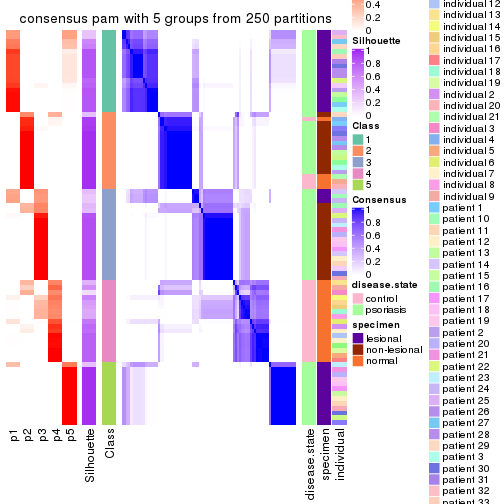 consensus pam with 5 groups from 250 partitions
p1
p2
p3
p4
p5
Silhouette
Class
disease.state
specimen
individual
0.4
0.2
0
Silhouette
1
0.8
0.6
0.4
0.2
0
Class
1
2
3
4
5
Consensus
1
0.8
0.6
0.4
0.2
0
disease.state
control
psoriasis
specimen
lesional
non-lesional
normal
individual 12
individual 13
individual 14
individual 15
individual 16
individual 17
individual 18
individual 19
individual 2
individual 20
individual 21
individual 3
individual 4
individual 5
individual 6
individual 7
individual 8
individual 9
patient 1
patient 10
patient 11
patient 12
patient 13
patient 14
patient 15
patient 16
patient 17
patient 18
patient 19
patient 2
patient 20
patient 21
patient 22
patient 23
patient 24
patient 25
patient 26
patient 27
patient 28
patient 29
patient 3
patient 30
patient 31
patient 32
patient 33